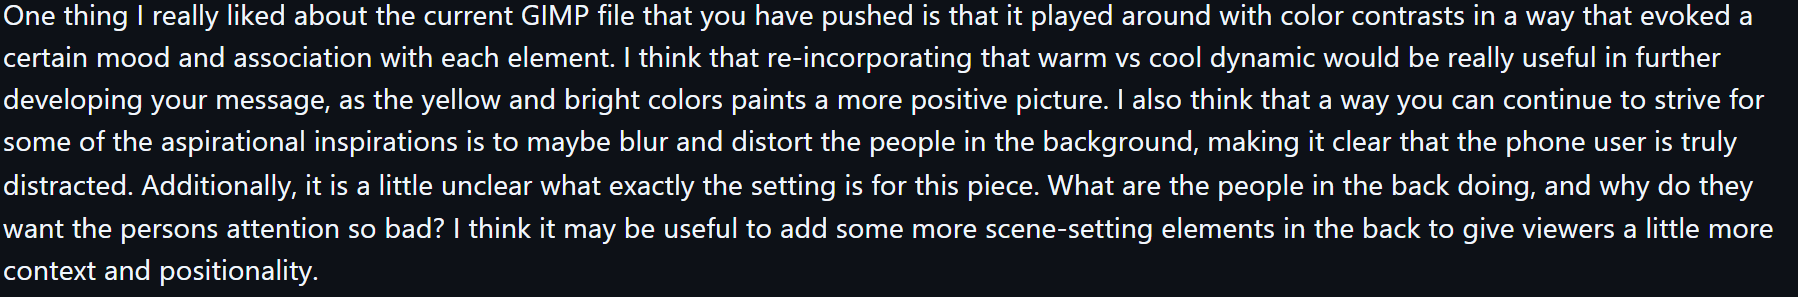 One thing I really liked about the current GIMP file that you have pushed is that it played around with color contrasts in a way that evoked a
certain mood and association with each element. I think that re-incorporating that warm vs cool dynamic would be really useful in further
developing your message, as the yellow and bright colors paints a more positive picture. I also think that a way you can continue to strive for
some of the aspirational inspirations is to maybe blur and distort the people in the background, making it clear that the phone user is truly
distracted. Additionally, it is a little unclear what exactly the setting is for this piece. What are the people in the back doing, and why do they
want the persons attention so bad? I think it may be useful to add some more scene-setting elements in the back to give viewers a little more
context and positionality.